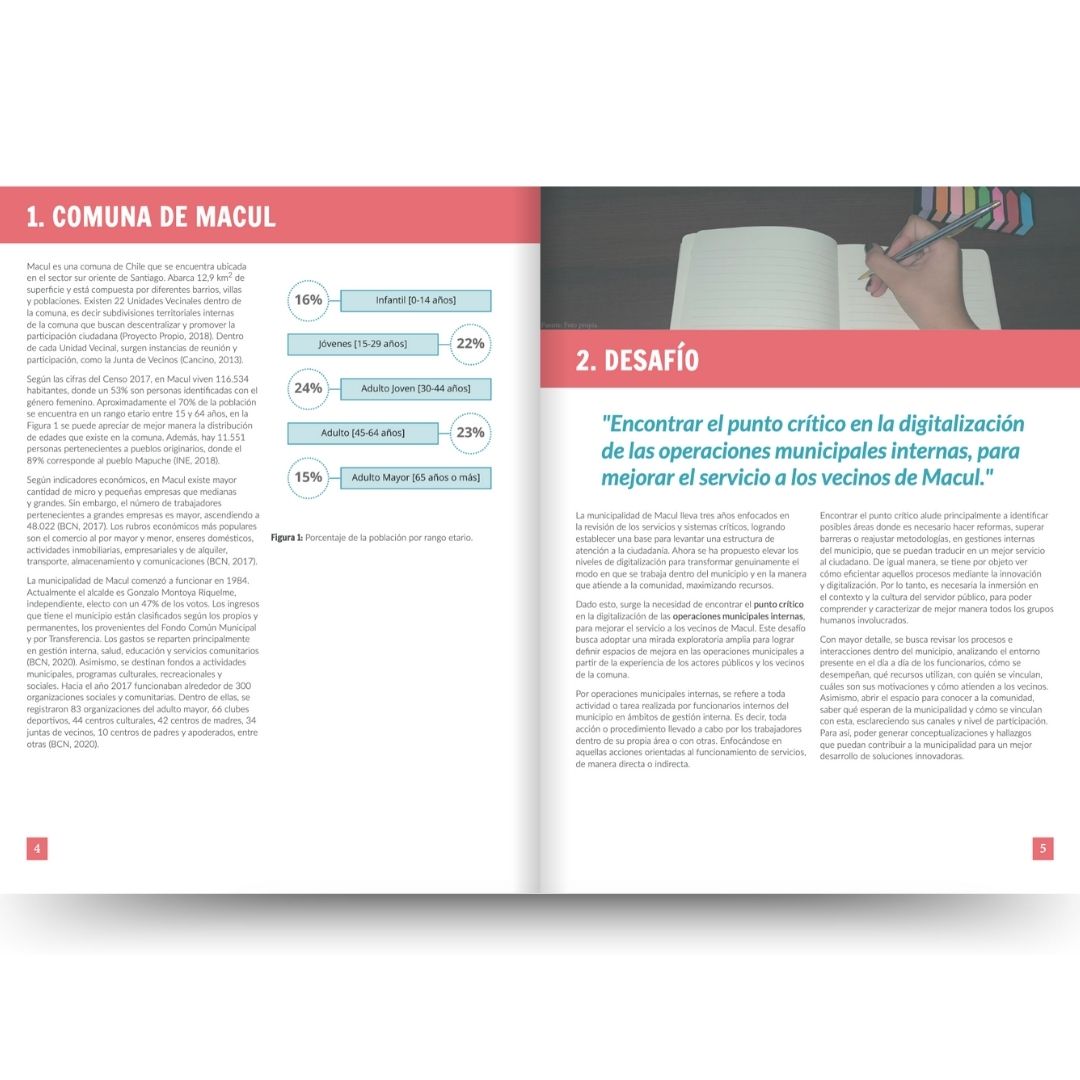 1. COMUNA DE MACUL
Macul es una comuna de Chile que se encuentra ubicada
en el sector sur oriente de Santiago. Abarca 12,9 km² de
superficie y está compuesta por diferentes barrios, villas
y poblaciones. Existen 22 Unidades Vecinales dentro de
la comuna, es decir subdivisiones territoriales internas
de la comuna que buscan descentralizar y promover la
participación ciudadana (Proyecto Propio, 2018). Dentro
de cada Unidad Vecinal, surgen instancias de reunión y
participación, como la Junta de Vecinos (Cancino, 2013).
Según las cifras del Censo 2017, en Macul viven 116.534
habitantes, donde un 53% son personas identificadas con el
género femenino. Aproximadamente el 70% de la población
se encuentra en un rango etario entre 15 y 64 años, en la
Figura 1 se puede apreciar de mejor manera la distribución
de edades que existe en la comuna. Además, hay 11.551
personas pertenecientes a pueblos originarios, donde el
89% corresponde al pueblo Mapuche (INE, 2018).
Según indicadores económicos, en Macul existe mayor
cantidad de micro y pequeñas empresas que medianas
y grandes. Sin embargo, el número de trabajadores
pertenecientes a grandes empresas es mayor, ascendiendo a
48.022 (BCN, 2017). Los rubros económicos más populares
son el comercio al por mayor y menor, enseres domésticos,
actividades inmobiliarias, empresariales y de alquiler,
transporte, almacenamiento y comunicaciones (BCN, 2017).
La municipalidad de Macul comenzó a funcionar en 1984.
Actualmente el alcalde es Gonzalo Montoya Riquelme,
independiente, electo con un 47% de los votos. Los ingresos
que tiene el municipio están clasificados según los propios y
permanentes, los provenientes del Fondo Común Municipal
y por Transferencia. Los gastos se reparten principalmente
en gestión interna, salud, educación y servicios comunitarios
(BCN, 2020). Asimismo, se destinan fondos a actividades
municipales, programas culturales, recreacionales y
sociales. Hacia el año 2017 funcionaban alrededor de 300
organizaciones sociales y comunitarias. Dentro de ellas, se
registraron 83 organizaciones del adulto mayor, 66 clubes
deportivos, 44 centros culturales, 42 centros de madres, 34
juntas de vecinos, 10 centros de padres y apoderados, entre
otras (BCN, 2020).
16% Infantil [0-14 años]
Jóvenes [15-29 años] 22%
24% Adulto Joven [30-44 años]
Adulto [45-64 años] 23%
15% Adulto Mayor [65 años o más]
Figura 1: Porcentaje de la población por rango etario.
4
Fuente: Foto propia.
2. DESAFÍO
"Encontrar el punto crítico en la digitalización
de las operaciones municipales internas, para
mejorar el servicio a los vecinos de Macul."
La municipalidad de Macul lleva tres años enfocados en
la revisión de los servicios y sistemas críticos, logrando
establecer una base para levantar una estructura de
atención a la ciudadanía. Ahora se ha propuesto elevar los
niveles de digitalización para transformar genuinamente el
modo en que se trabaja dentro del municipio y en la manera
que atiende a la comunidad, maximizando recursos.
Dado esto, surge la necesidad de encontrar el punto crítico
en la digitalización de las operaciones municipales internas,
para mejorar el servicio a los vecinos de Macul. Este desafío
busca adoptar una mirada exploratoria amplia para lograr
definir espacios de mejora en las operaciones municipales a
partir de la experiencia de los actores públicos y los vecinos
de la comuna.
Por operaciones municipales internas, se refiere a toda
actividad o tarea realizada por funcionarios internos del
municipio en ámbitos de gestión interna. Es decir, toda
acción o procedimiento llevado a cabo por los trabajadores
dentro de su propia área o con otras. Enfocándose en
aquellas acciones orientadas al funcionamiento de servicios,
de manera directa o indirecta.
Encontrar el punto crítico alude principalmente a identificar
posibles áreas donde es necesario hacer reformas, superar
barreras o reajustar metodologías, en gestiones internas
del municipio, que se puedan traducir en un mejor servicio
al ciudadano. De igual manera, se tiene por objeto ver
cómo eficientar aquellos procesos mediante la innovación
y digitalización. Por lo tanto, es necesaria la inmersión en
el contexto y la cultura del servidor público, para poder
comprender y caracterizar de mejor manera todos los grupos
humanos involucrados.
Con mayor detalle, se busca revisar los procesos e
interacciones dentro del municipio, analizando el entorno
presente en el día a día de los funcionarios, cómo se
desempeñan, qué recursos utilizan, con quién se vinculan,
cuáles son sus motivaciones y cómo atienden a los vecinos.
Asimismo, abrir el espacio para conocer a la comunidad,
saber qué esperan de la municipalidad y cómo se vinculan
con esta, esclareciendo sus canales y nivel de participación.
Para así, poder generar conceptualizaciones y hallazgos
que puedan contribuir a la municipalidad para un mejor
desarrollo de soluciones innovadoras.
5